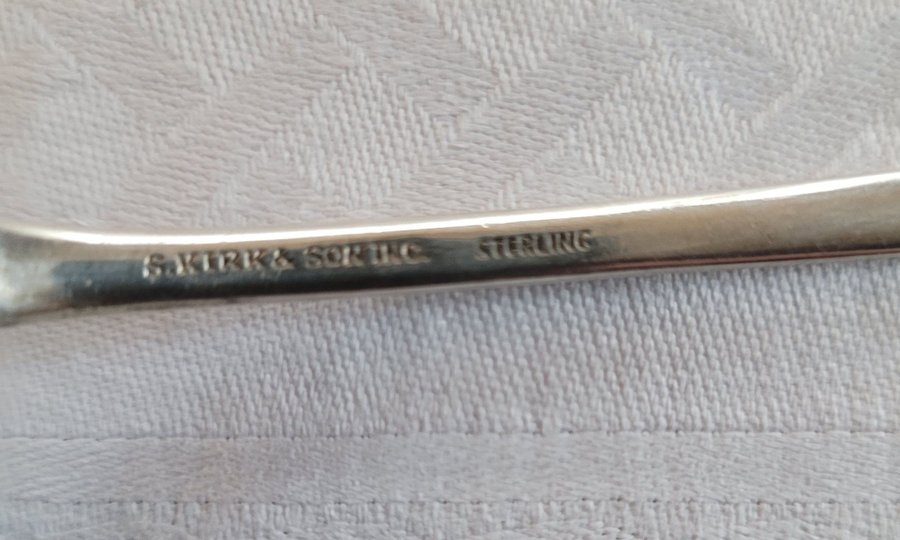 S. KIRK & SON INC. STERLING